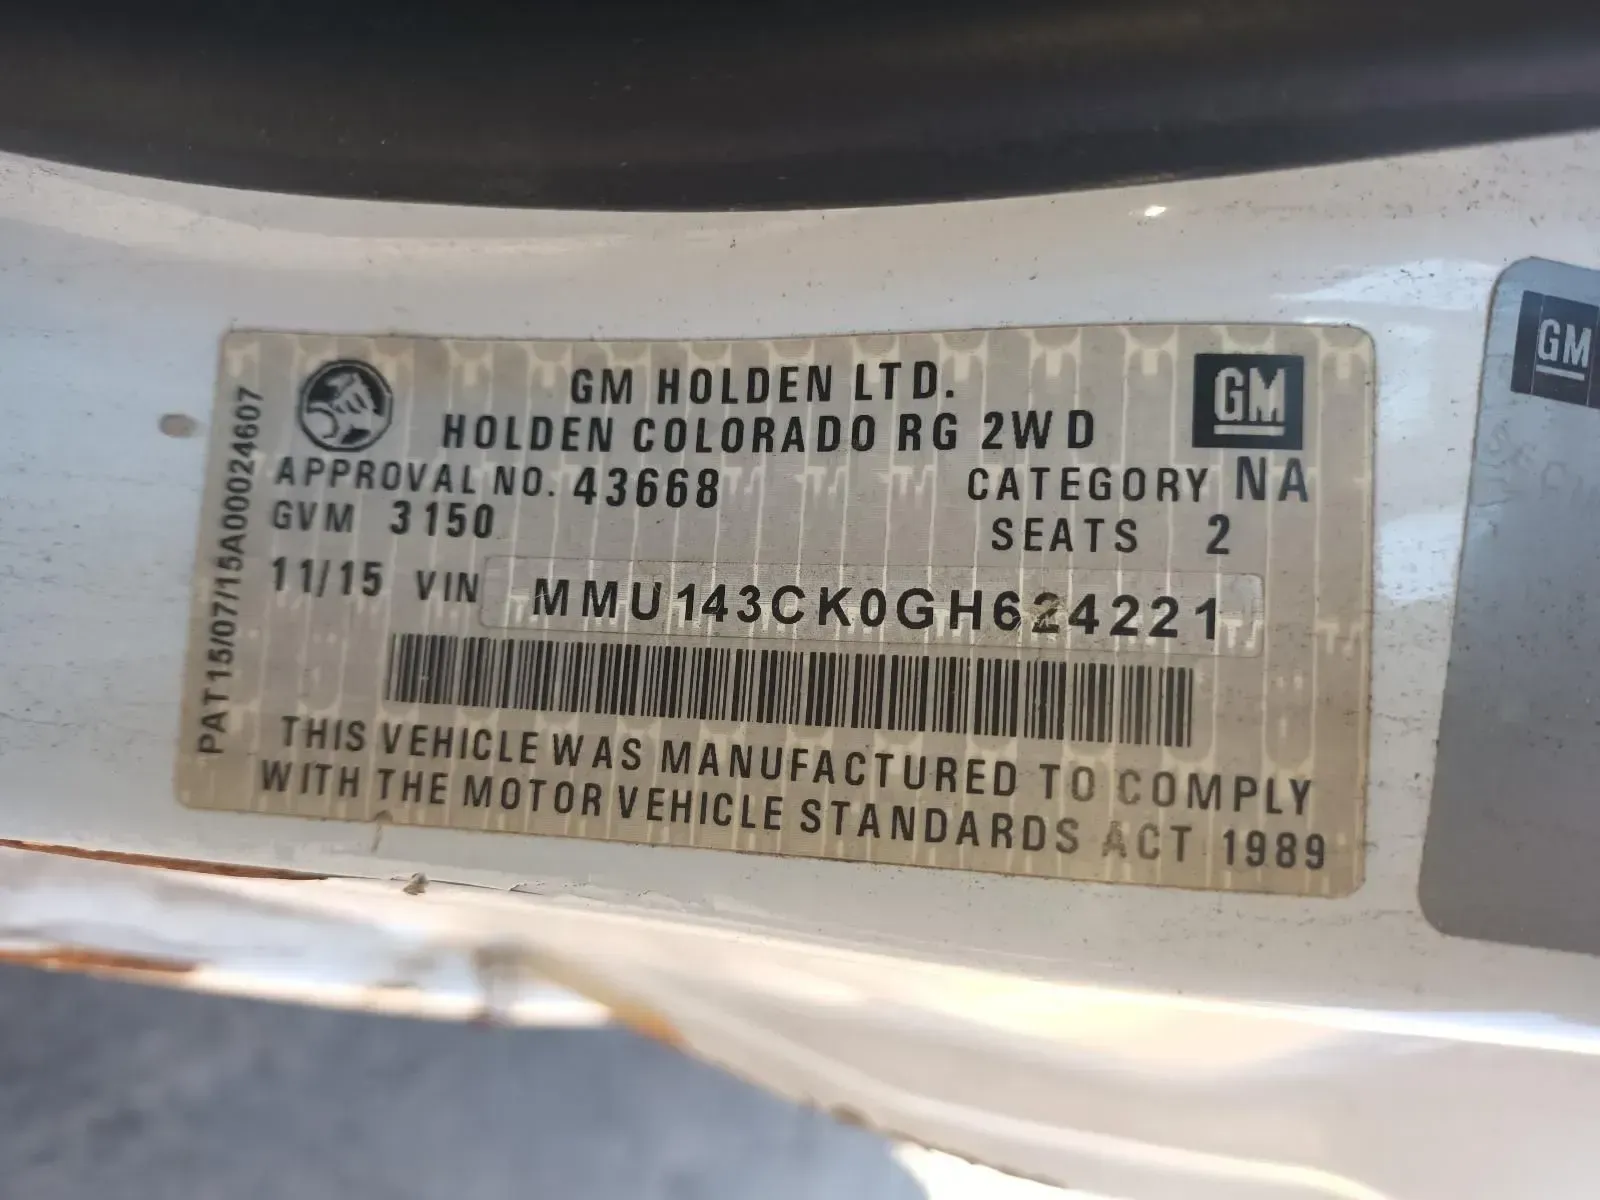 GM HOLDEN LTD.
HOLDEN COLORADO RG 2WD
GM
APPROVAL NO. 43668 CATEGORY NA
GVM 3150 SEATS 2
11/15 VIN MMU143CK0GH624221
THIS VEHICLE WAS MANUFACTURED TO COMPLY
WITH THE MOTOR VEHICLE STANDARDS ACT 1989
PAT15/07/15A00024607
GM